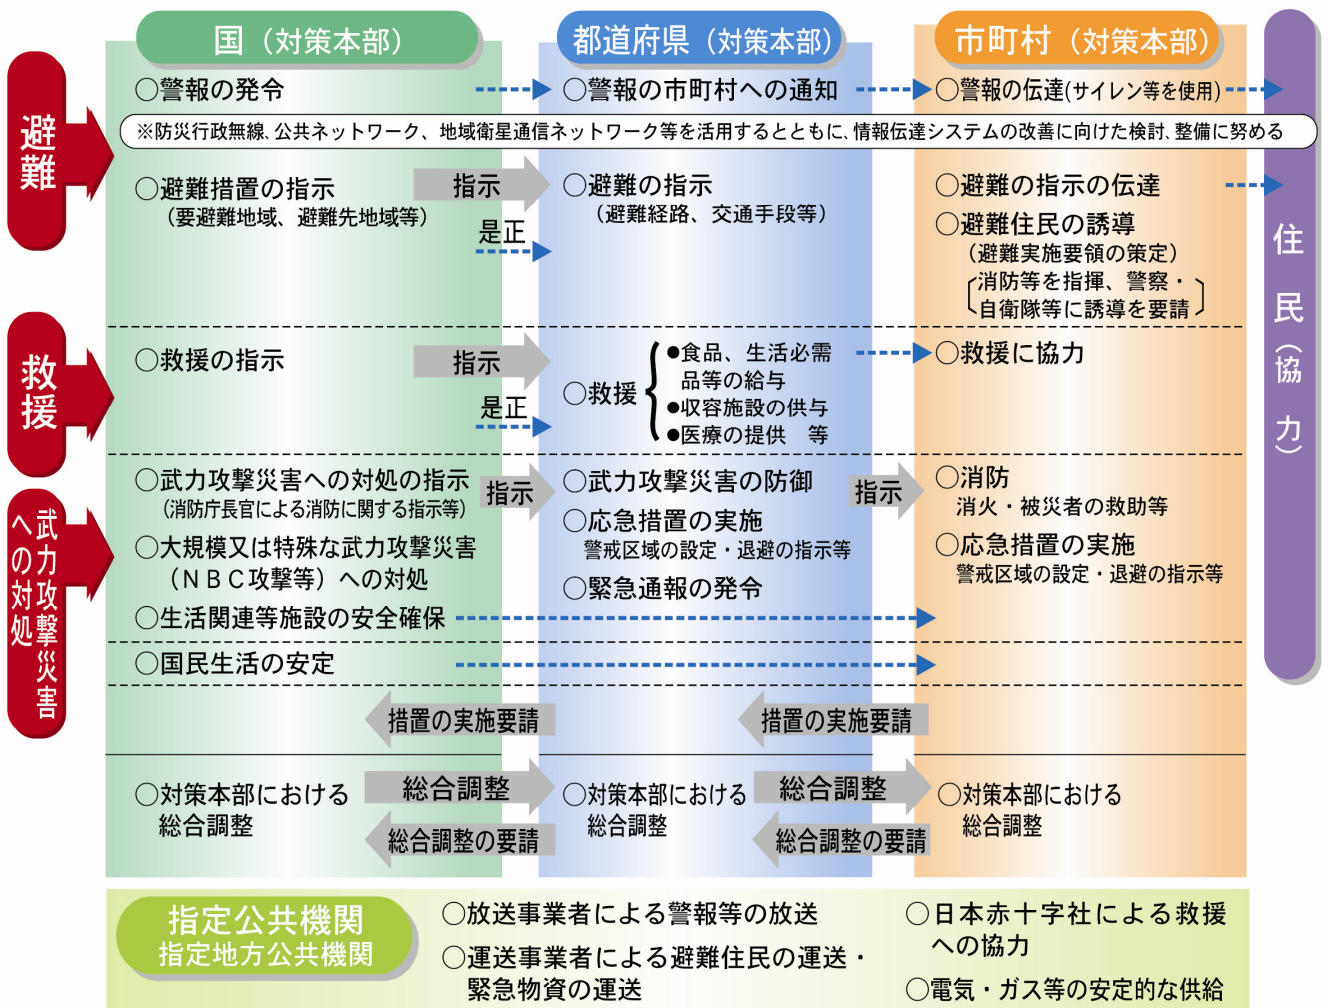 国（対策本部）
都道府県（対策本部）
市町村（対策本部）
避難
○警報の発令
○警報の市町村への通知
○警報の伝達(サイレン等を使用)
※防災行政無線、公共ネットワーク、地域衛星通信ネットワーク等を活用するとともに、情報伝達システムの改善に向けた検討、整備に努める
○避難措置の指示
（要避難地域、避難先地域等）
指示
是正
○避難の指示
（避難経路、交通手段等）
○避難の指示の伝達
○避難住民の誘導
（避難実施要領の策定）
消防等を指揮、警察・
自衛隊等に誘導を要請
住民（協力）
救援
○救援の指示
指示
是正
○救援
●食品、生活必需
品等の給与
●収容施設の供与
●医療の提供　等
○救援に協力
武力攻撃災害
への対処
○武力攻撃災害への対処の指示
（消防庁長官による消防に関する指示等）
○大規模又は特殊な武力攻撃災害
（ＮＢＣ攻撃等）への対処
○生活関連等施設の安全確保
指示
○武力攻撃災害の防御
○応急措置の実施
警戒区域の設定・退避の指示等
○緊急通報の発令
指示
○消防
消火・被災者の救助等
○応急措置の実施
警戒区域の設定・退避の指示等
○国民生活の安定
措置の実施要請
措置の実施要請
○対策本部における
総合調整
総合調整
総合調整の要請
○対策本部における
総合調整
総合調整
総合調整の要請
○対策本部における
総合調整
指定公共機関
指定地方公共機関
○放送事業者による警報等の放送
○運送事業者による避難住民の運送・
緊急物資の運送
○日本赤十字社による救援
への協力
○電気・ガス等の安定的な供給